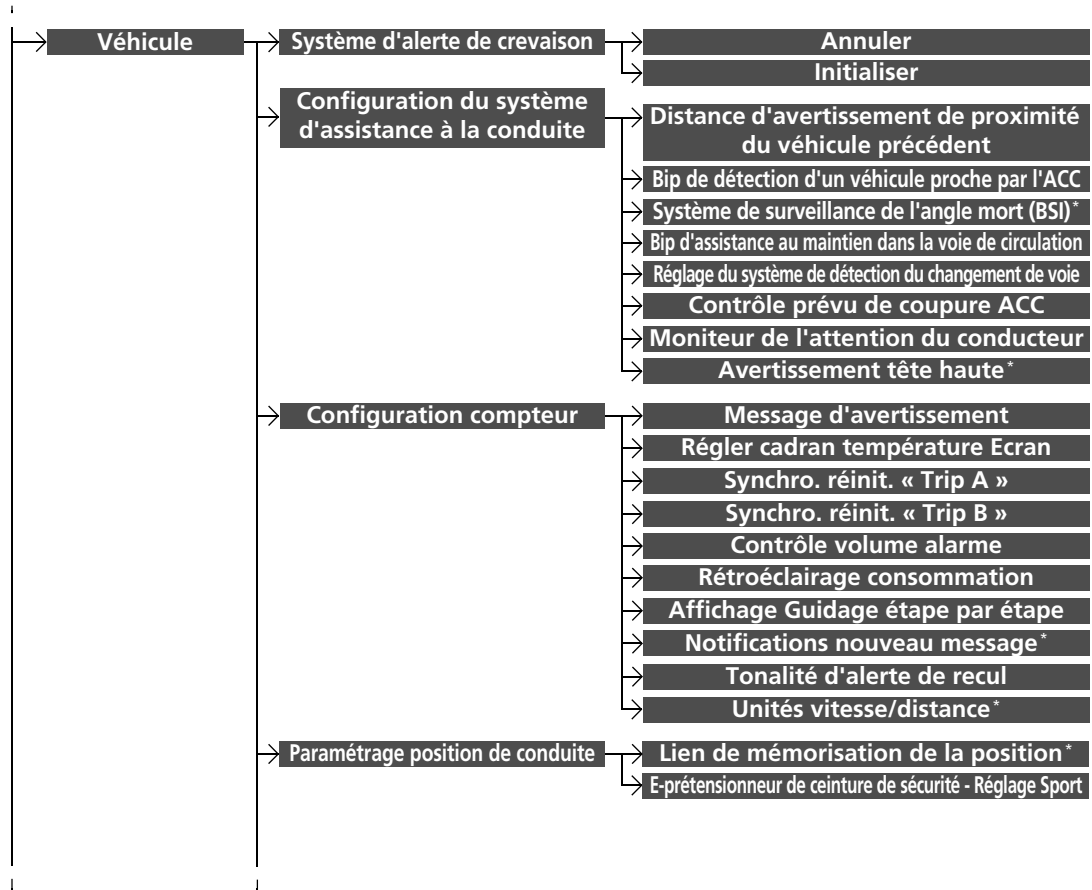 Véhicule
Système d'alerte de crevaison
Annuler
Initialiser
Configuration du système
d'assistance à la conduite
Distance d'avertissement de proximité
du véhicule précédent
Bip de détection d'un véhicule proche par l'ACC
Système de surveillance de l'angle mort (BSI)*
Bip d'assistance au maintien dans la voie de circulation
Réglage du système de détection du changement de voie
Contrôle prévu de coupure ACC
Moniteur de l'attention du conducteur
Avertissement tête haute*
Configuration compteur
Message d'avertissement
Régler cadran température Ecran
Synchro. réinit. « Trip A »
Synchro. réinit. « Trip B »
Contrôle volume alarme
Rétroéclairage consommation
Affichage Guidage étape par étape
Notifications nouveau message*
Tonalité d'alerte de recul
Unités vitesse/distance*
Paramétrage position de conduite
Lien de mémorisation de la position*
E-prétensionneur de ceinture de sécurité - Réglage Sport